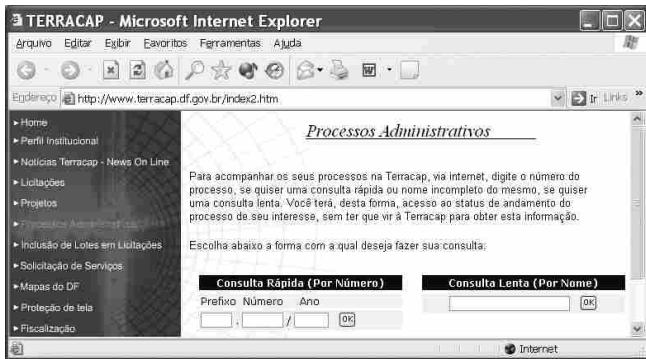 TERRACAP - Microsoft Internet Explorer
Arquivo Editar Exibir Favoritos Ferramentas Ajuda
Endereço http://www.terracap.df.gov.br/index2.htm Ir Links »
Home
Perfil Institucional
Notícias Terracap - News On Line
Licitações
Projetos
Processos Administrativos
Inclusão de Lotes em Licitações
Solicitação de Serviços
Mapas do DF
Proteção de tela
Fiscalização
Processos Administrativos
Para acompanhar os seus processos na Terracap, via internet, digite o número do
processo, se quiser uma consulta rápida ou nome incompleto do mesmo, se quiser
uma consulta lenta. Você terá, desta forma, acesso ao status de andamento do
processo de seu interesse, sem ter que vir à Terracap para obter esta informação.
Escolha abaixo a forma com a qual deseja fazer sua consulta:
Consulta Rápida (Por Número)
Prefixo Número Ano
. / OK
Consulta Lenta (Por Nome)
OK
Internet